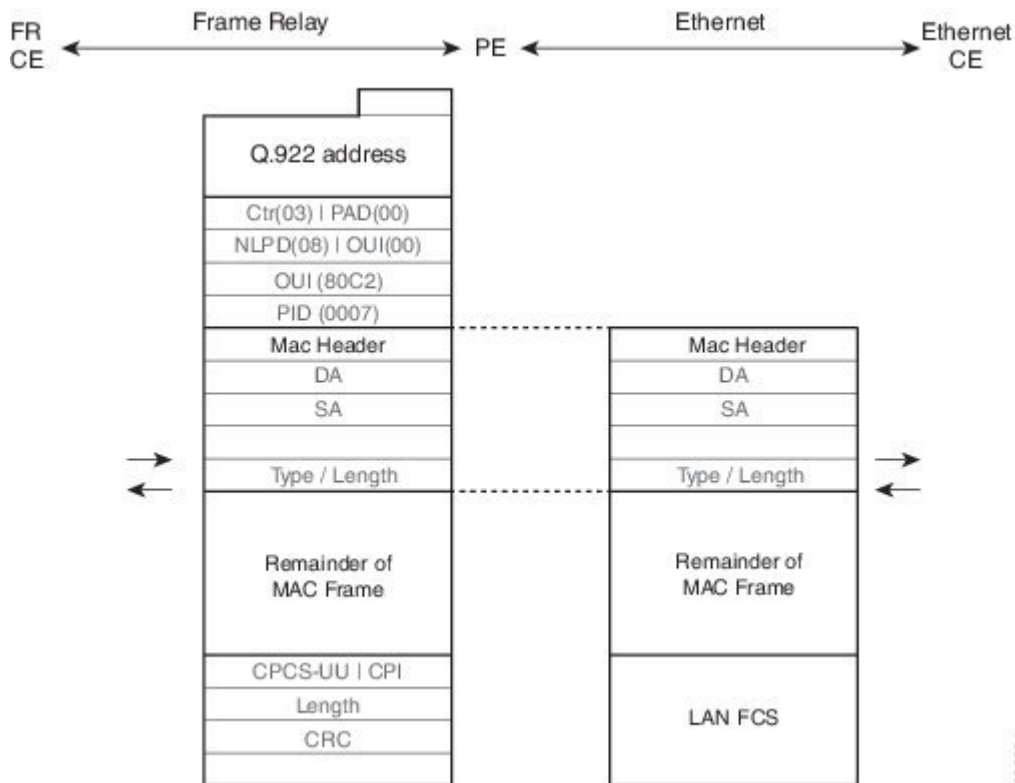 FR
CE
Frame Relay
PE
Ethernet
Ethernet
CE
Q.922 address
Ctr(03) | PAD(00)
NLPD(08) | OUI(00)
OUI (80C2)
PID (0007)
Mac Header
DA
SA
Type / Length
Remainder of
MAC Frame
CPCS-UU | CPI
Length
CRC
Mac Header
DA
SA
Type / Length
Remainder of
MAC Frame
LAN FCS